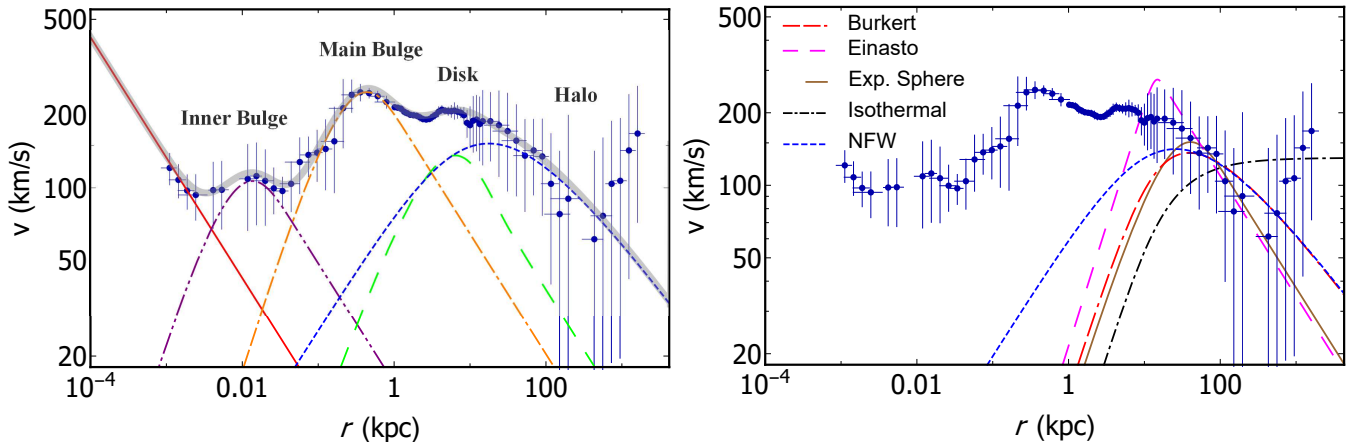 500
200
100
50
20
v (km/s)
Inner Bulge
Main Bulge
Disk
Halo
10⁻⁴
0.01
1
100
r (kpc)
500
200
100
50
20
v (km/s)
Burkert
Einasto
Exp. Sphere
Isothermal
NFW
10⁻⁴
0.01
1
100
r (kpc)